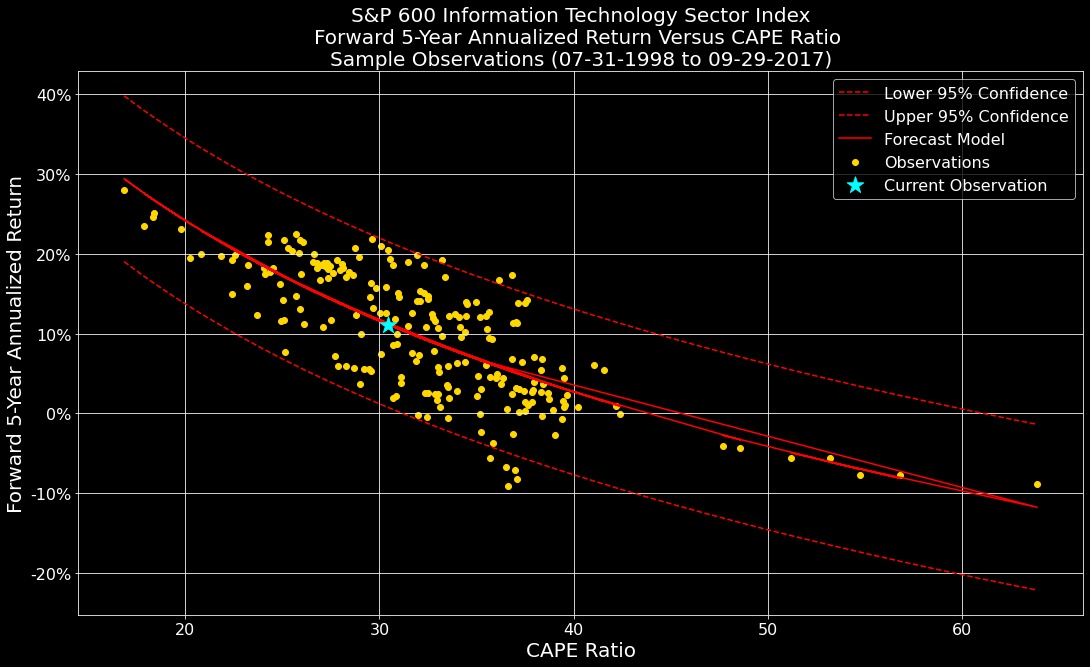 S&P 600 Information Technology Sector Index
Forward 5-Year Annualized Return Versus CAPE Ratio
Sample Observations (07-31-1998 to 09-29-2017)
Lower 95% Confidence
Upper 95% Confidence
Forecast Model
Observations
Current Observation
Forward 5-Year Annualized Return
40%
30%
20%
10%
0%
-10%
-20%
20 30 40 50 60
CAPE Ratio